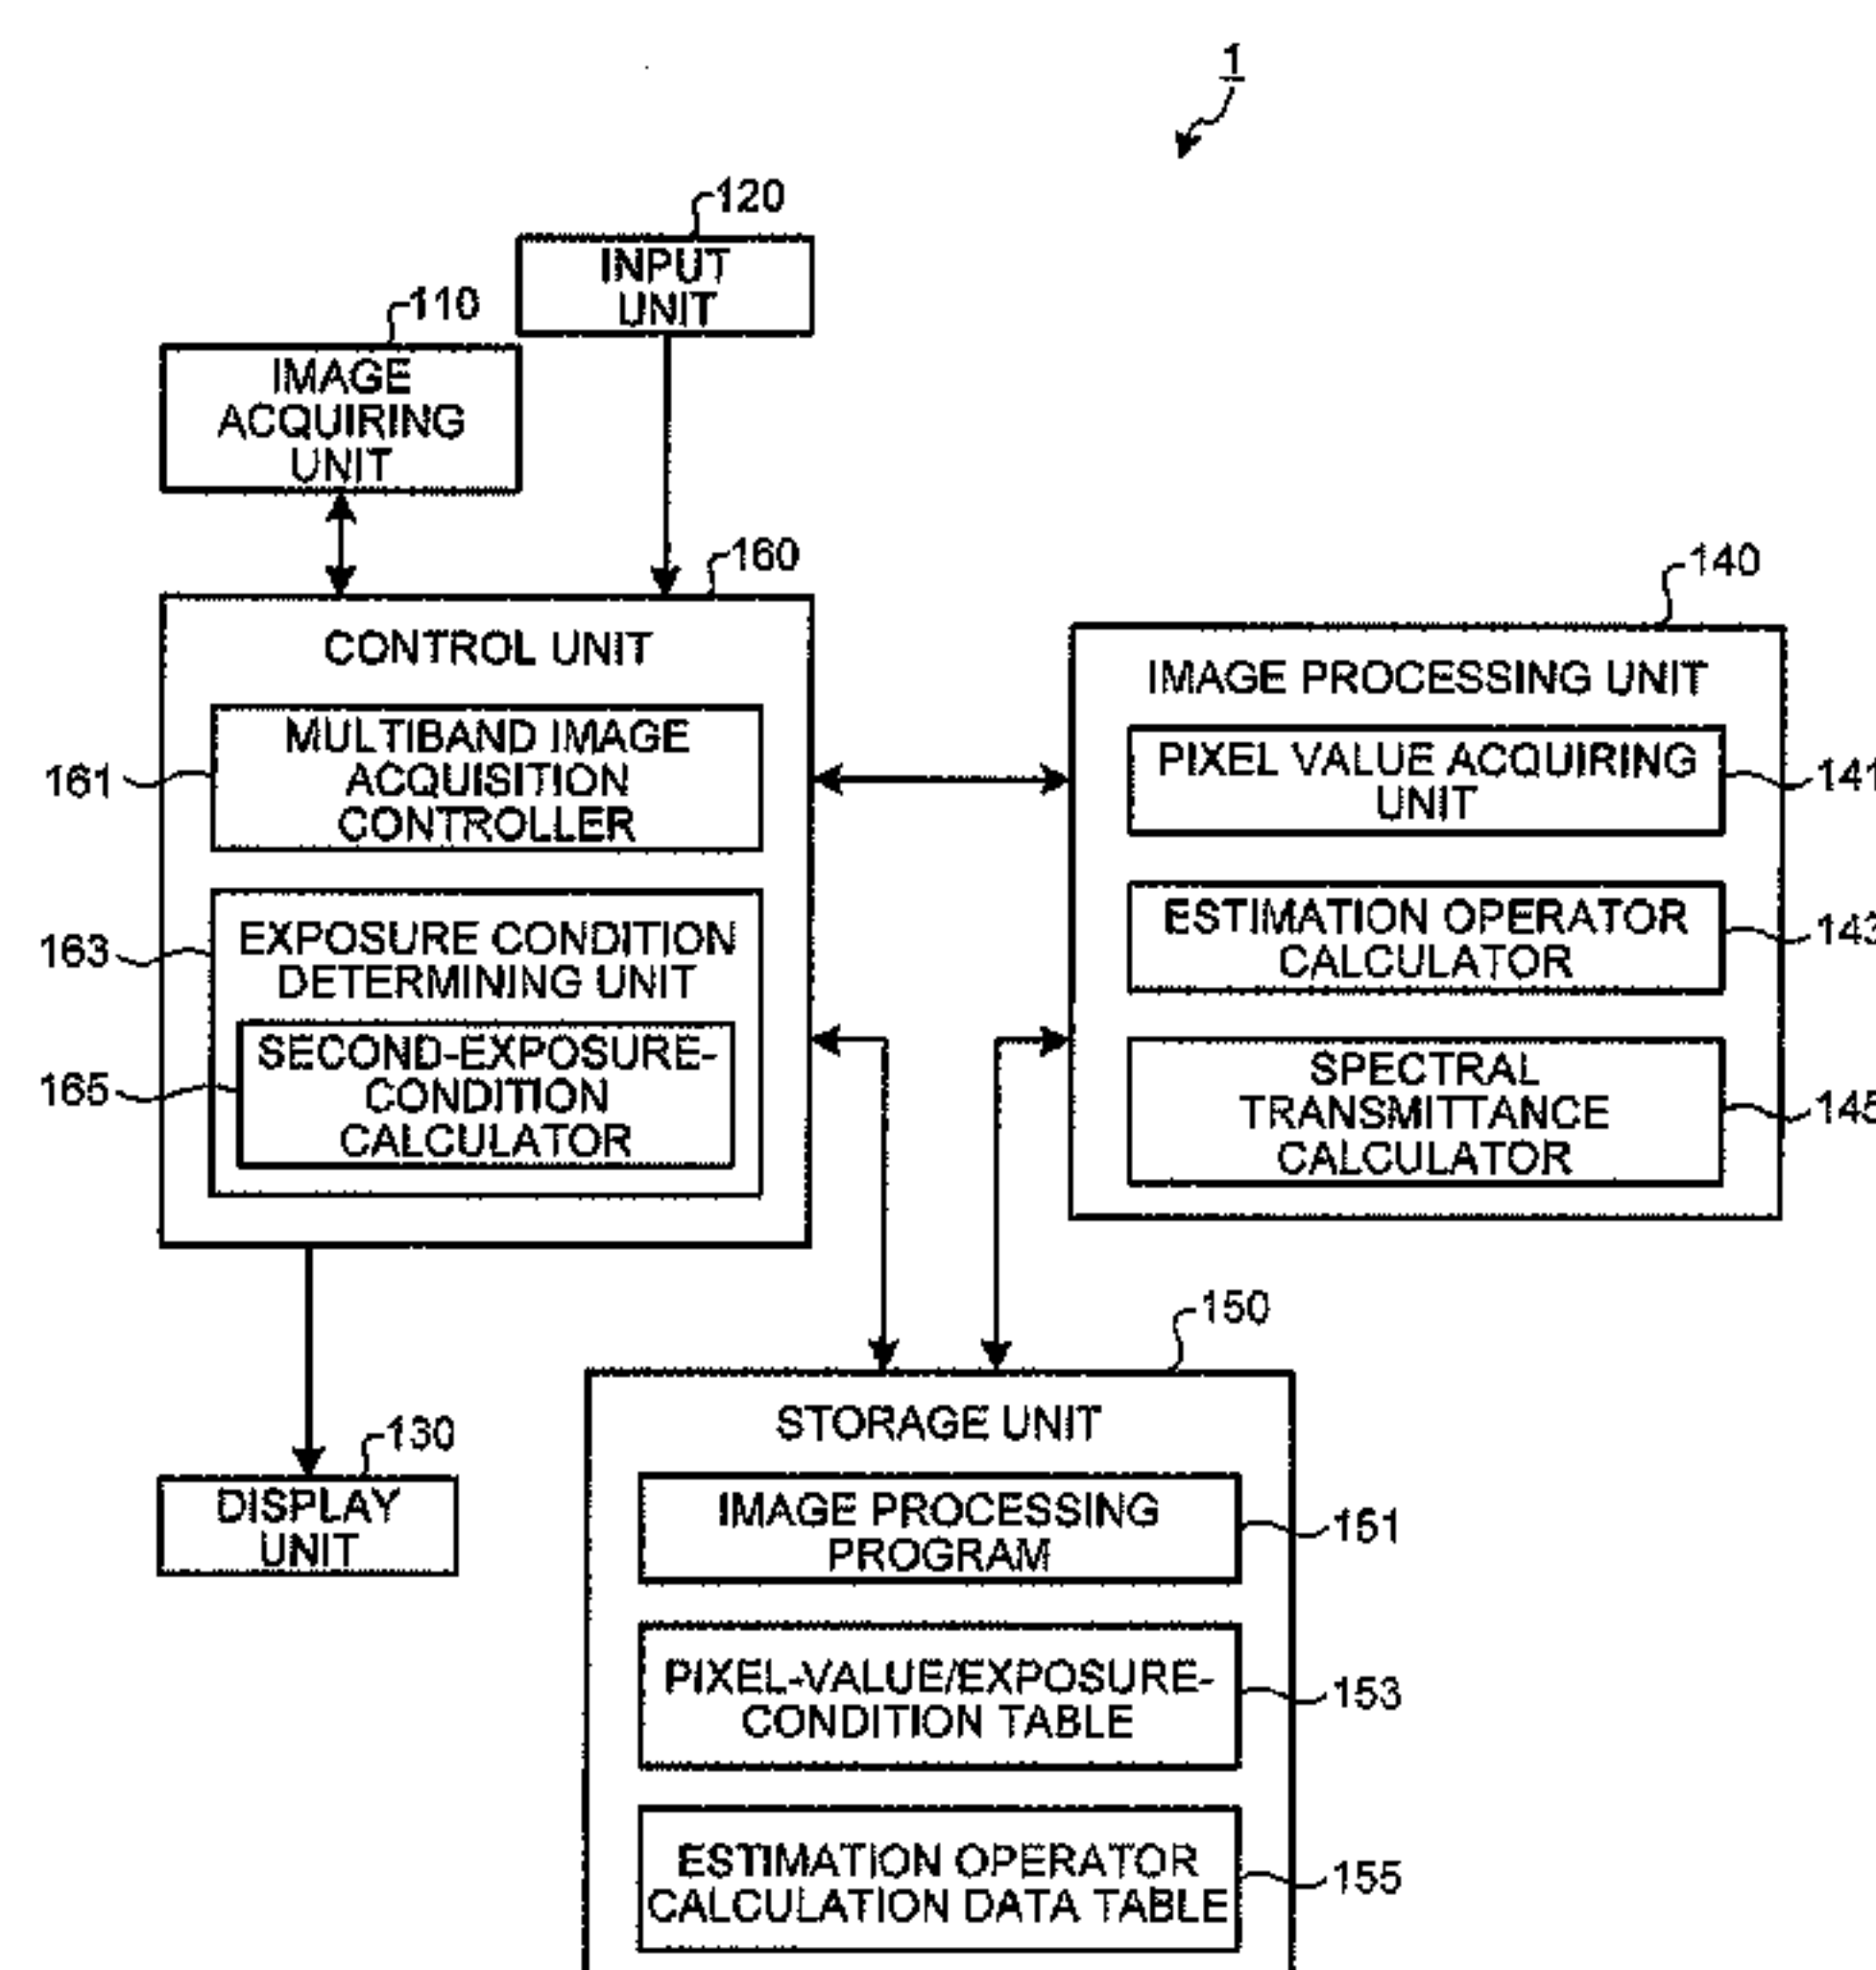 1
120
INPUT
UNIT
110
IMAGE
ACQUIRING
UNIT
160
CONTROL UNIT
161
MULTIBAND IMAGE
ACQUISITION
CONTROLLER
163
EXPOSURE CONDITION
DETERMINING UNIT
165
SECOND-EXPOSURE-
CONDITION
CALCULATOR
140
IMAGE PROCESSING UNIT
PIXEL VALUE ACQUIRING
UNIT
141
ESTIMATION OPERATOR
CALCULATOR
143
SPECTRAL
TRANSMITTANCE
CALCULATOR
145
130
DISPLAY
UNIT
150
STORAGE UNIT
IMAGE PROCESSING
PROGRAM
151
PIXEL-VALUE/EXPOSURE-
CONDITION TABLE
153
ESTIMATION OPERATOR
CALCULATION DATA TABLE
155